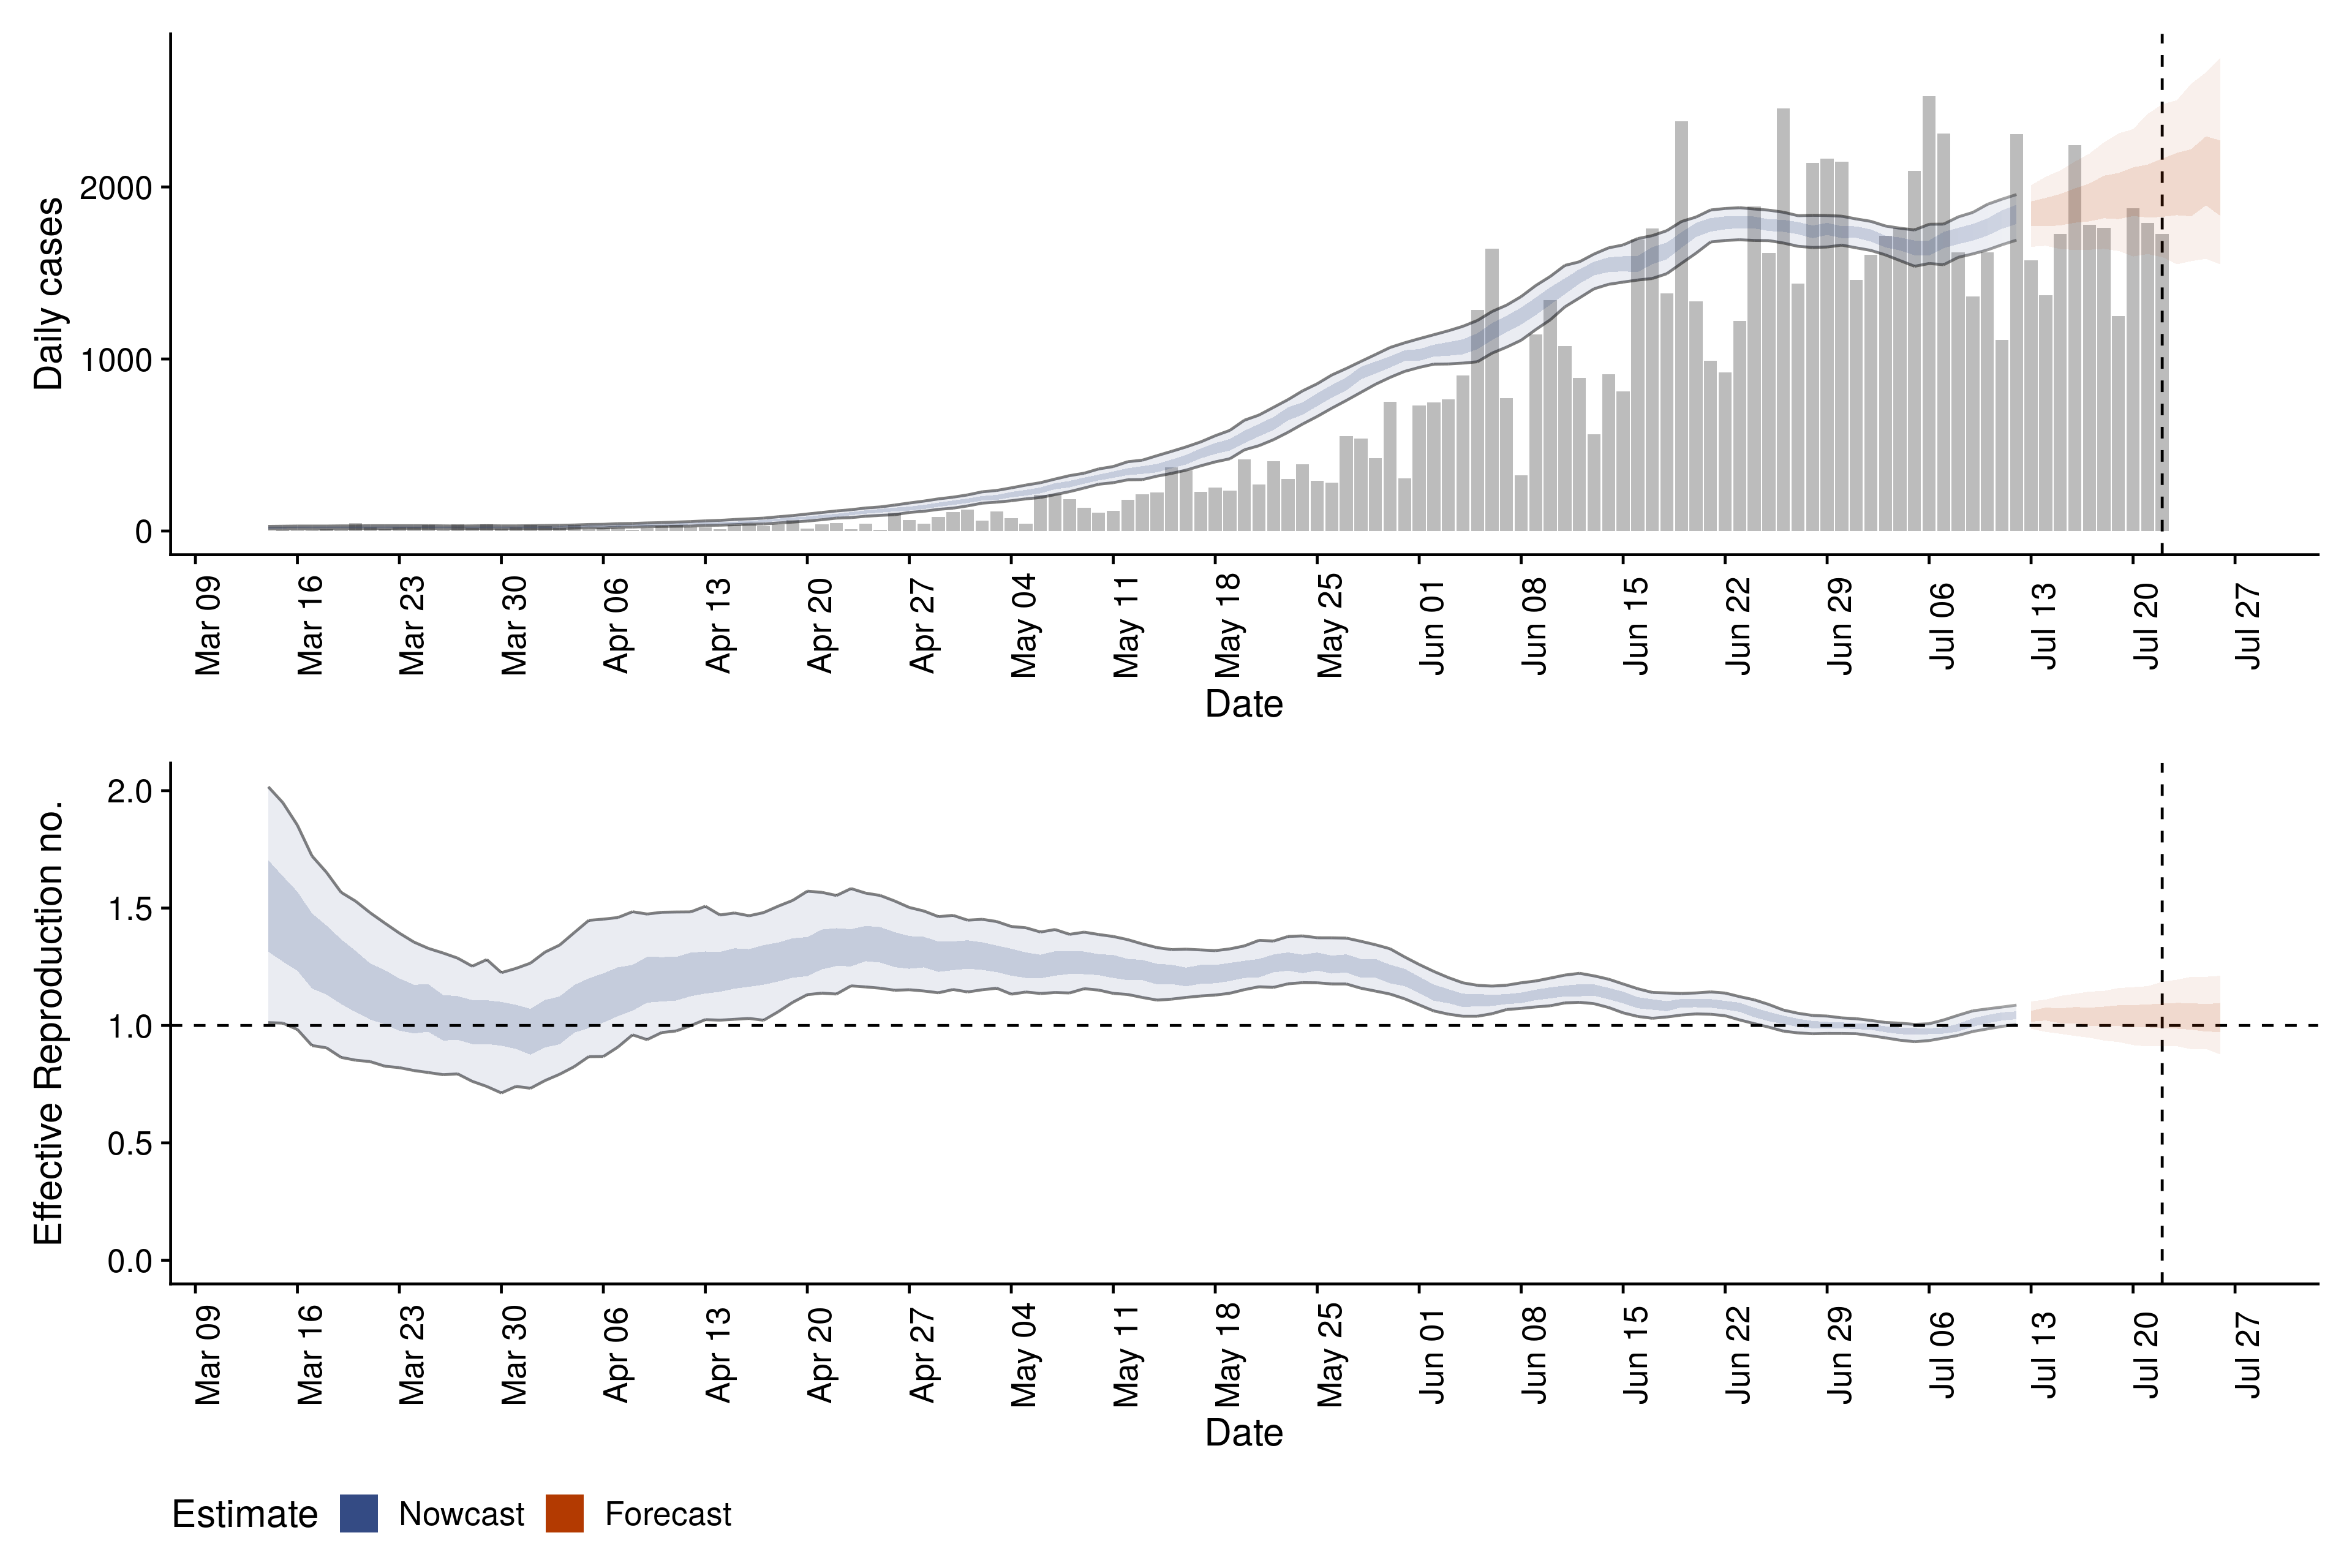 Daily cases
2000
1000
0
Mar 09 Mar 16 Mar 23 Mar 30 Apr 06 Apr 13 Apr 20 Apr 27 May 04 May 11 May 18 May 25 Jun 01 Jun 08 Jun 15 Jun 22 Jun 29 Jul 06 Jul 13 Jul 20 Jul 27
Date
Effective Reproduction no.
2.0
1.5
1.0
0.5
0.0
Mar 09 Mar 16 Mar 23 Mar 30 Apr 06 Apr 13 Apr 20 Apr 27 May 04 May 11 May 18 May 25 Jun 01 Jun 08 Jun 15 Jun 22 Jun 29 Jul 06 Jul 13 Jul 20 Jul 27
Date
Estimate Nowcast Forecast